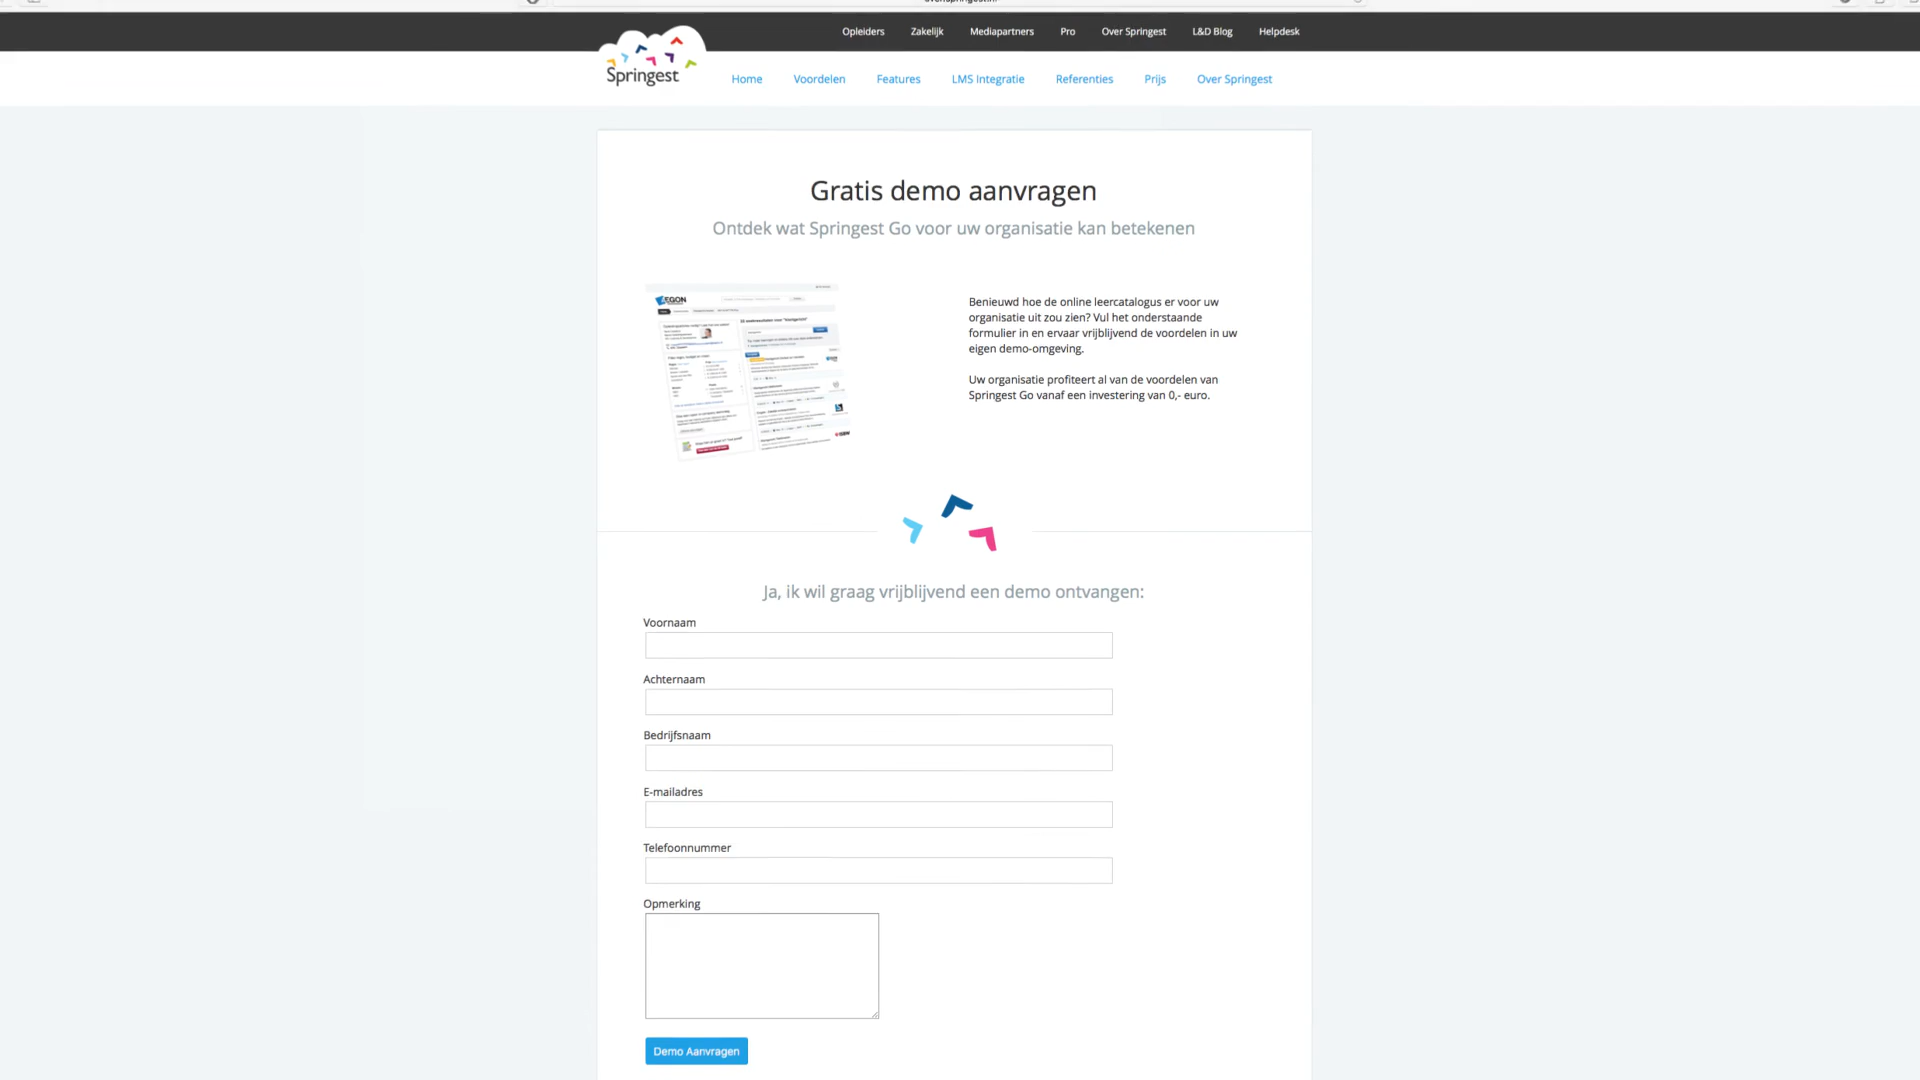 Opleiders Zakelijk Mediapartners Pro Over Springest L&D Blog Helpdesk
Springest
Home Voordelen Features LMS Integratie Referenties Prijs Over Springest
Gratis demo aanvragen
Ontdek wat Springest Go voor uw organisatie kan betekenen
Benieuwd hoe de online leercatalogus er voor uw
organisatie uit zou zien? Vul het onderstaande
formulier in en ervaar vrijblijvend de voordelen in uw
eigen demo-omgeving.
Uw organisatie profiteert al van de voordelen van
Springest Go vanaf een investering van 0,- euro.
Ja, ik wil graag vrijblijvend een demo ontvangen:
Voornaam
Achternaam
Bedrijfsnaam
E-mailadres
Telefoonnummer
Opmerking
Demo Aanvragen